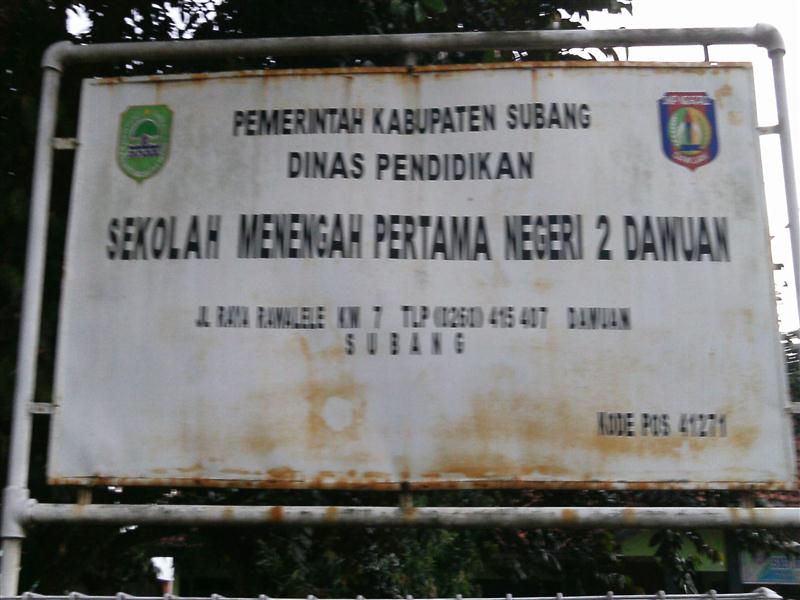 PEMERINTAH KABUPATEN SUBANG
DINAS PENDIDIKAN
SEKOLAH MENENGAH PERTAMA NEGERI 2 DAWUAN
JL RAYA RAWALELE KM 7 TLP (0260) 415 407 DAWUAN
SUBANG
KODE POS 41271